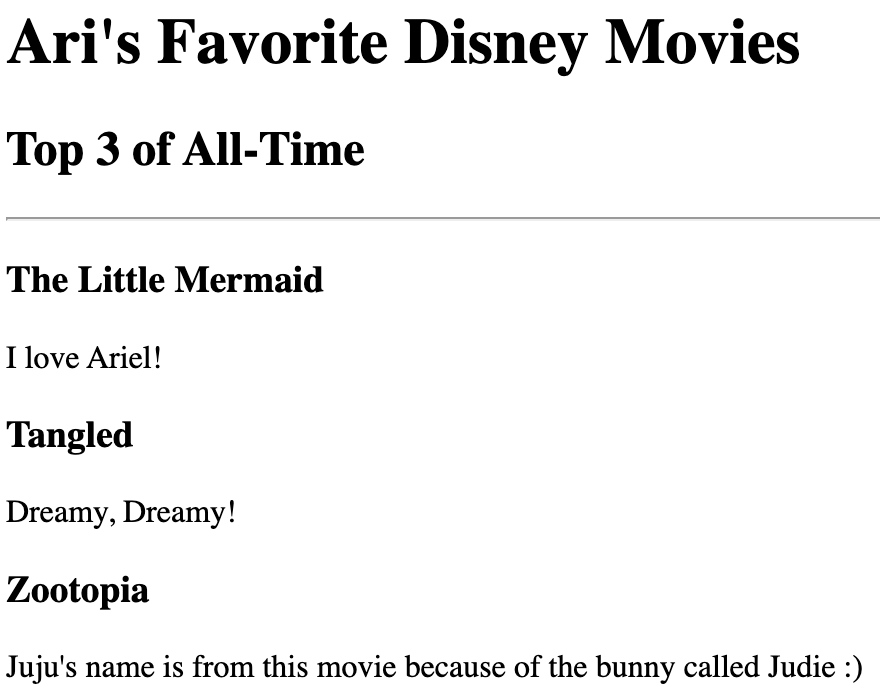 Ari's Favorite Disney Movies
Top 3 of All-Time
The Little Mermaid
I love Ariel!
Tangled
Dreamy, Dreamy!
Zootopia
Juju's name is from this movie because of the bunny called Judie :)